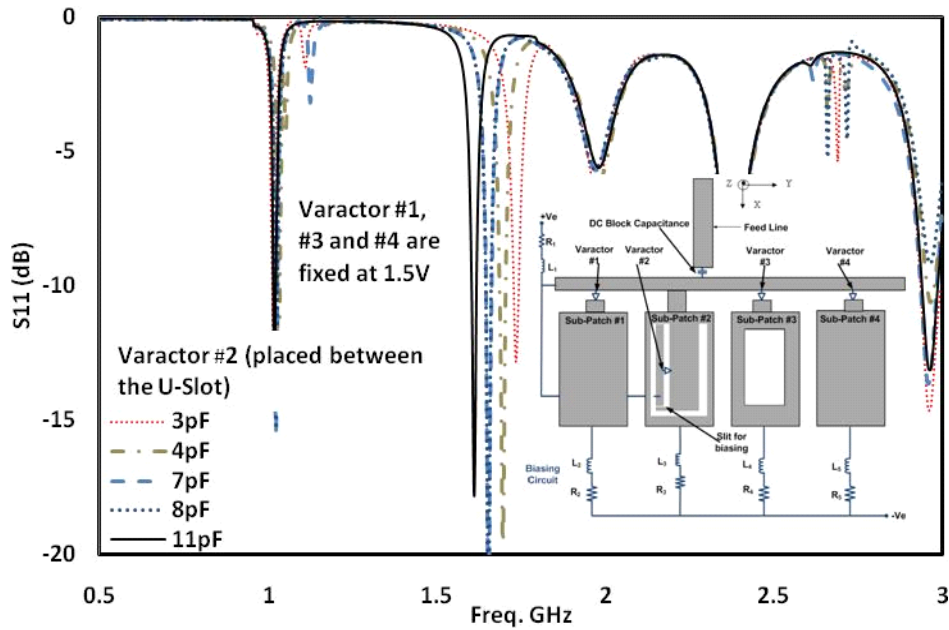 0
-5
-10
-15
-20
S11 (dB)
0.5
1
1.5
2
2.5
3
Freq. GHz
Varactor #1,
#3 and #4 are
fixed at 1.5V
Varactor #2 (placed between
the U-Slot)
3pF
4pF
7pF
8pF
11pF
Z
Y
X
DC Block Capacitance
Feed Line
+Ve
R₁
L₁
Varactor
#1
Varactor
#2
Varactor
#3
Varactor
#4
Sub-Patch #1
Sub-Patch #2
Sub-Patch #3
Sub-Patch #4
Slit for
biasing
Biasing
Circuit
L₂
R₂
L₃
R₃
L₄
R₄
L₅
R₅
-Ve